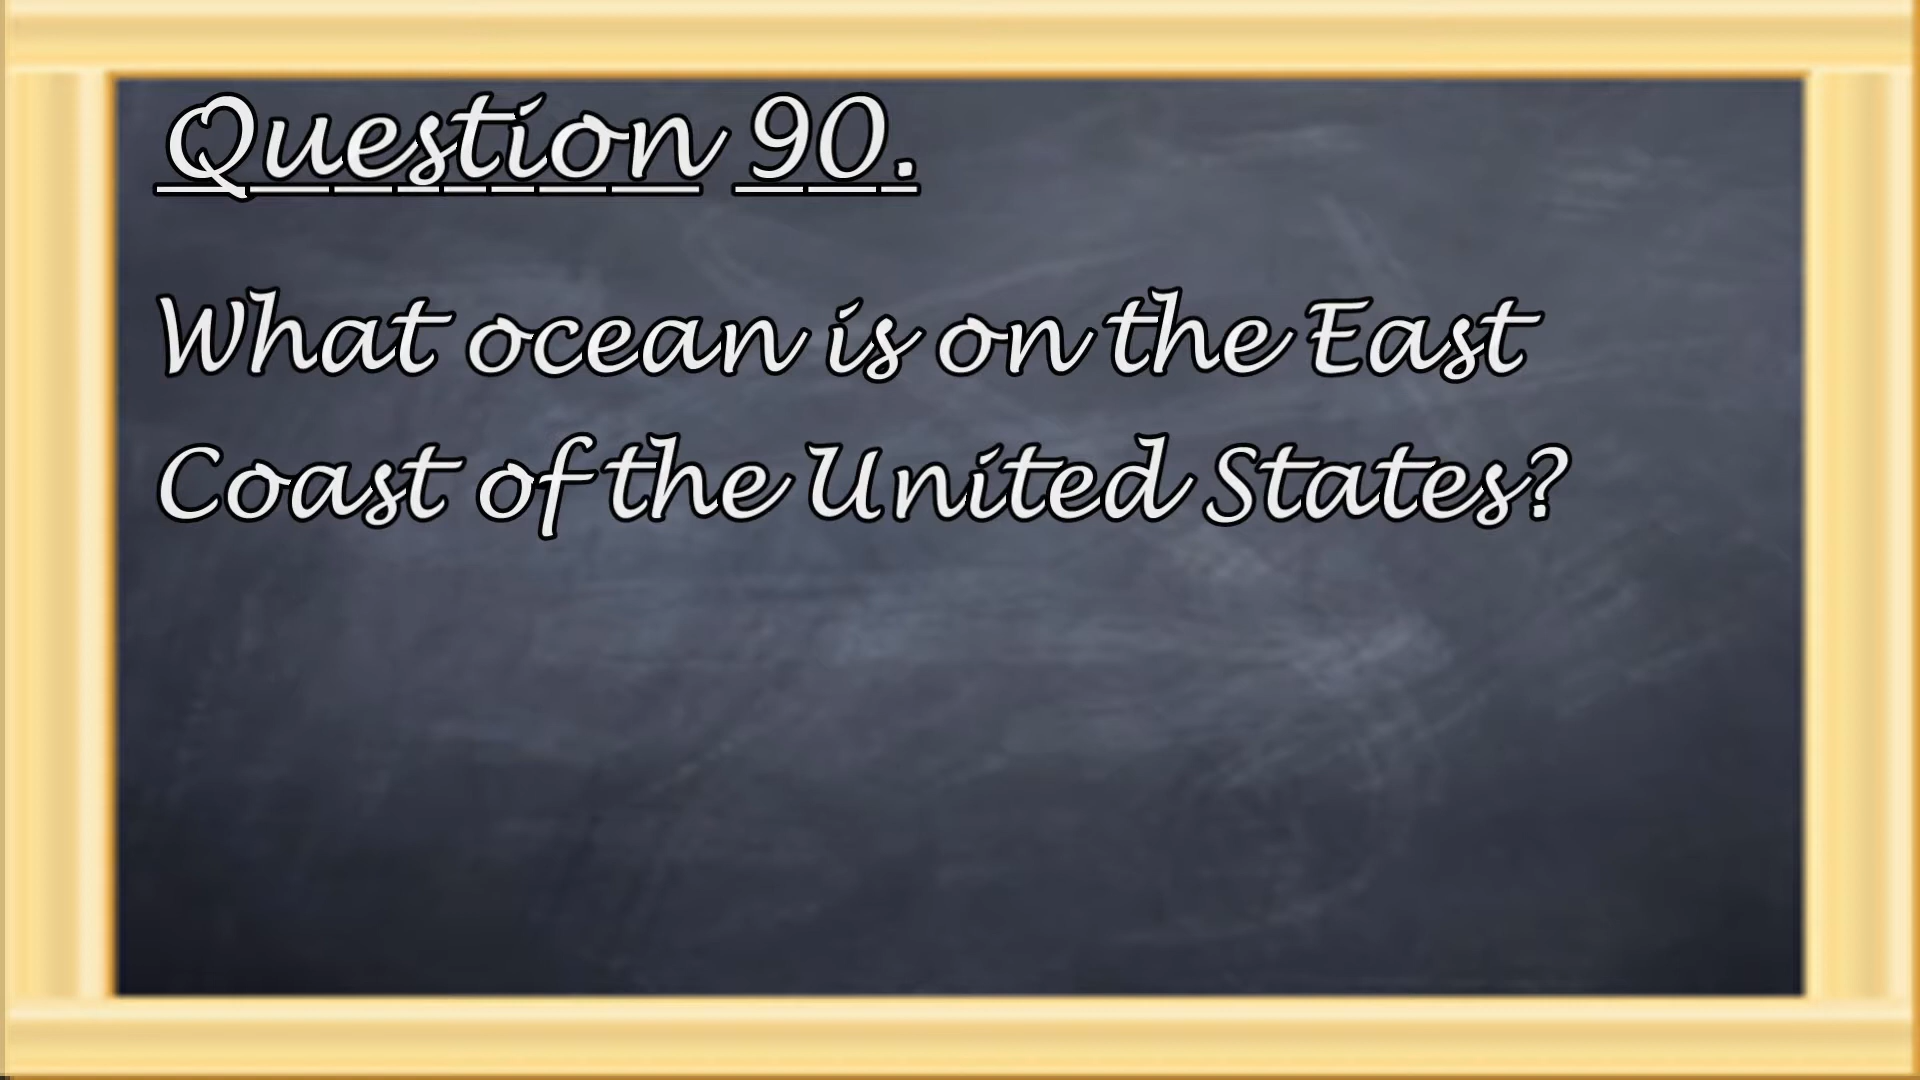 Question 90.
What ocean is on the East
Coast of the United States?